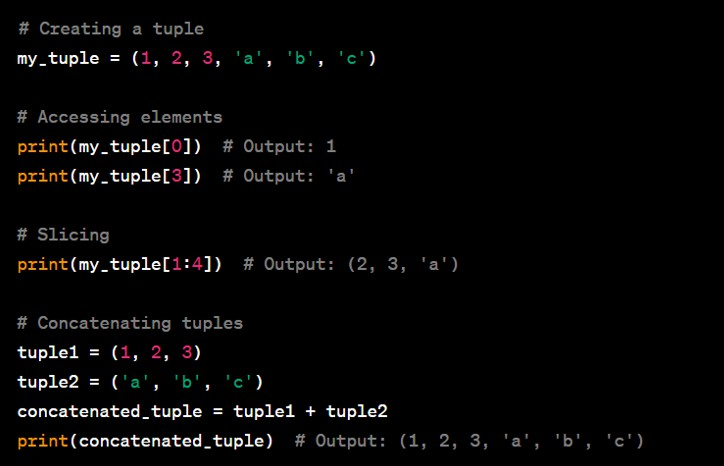 # Creating a tuple
my_tuple = (1, 2, 3, 'a', 'b', 'c')
# Accessing elements
print(my_tuple[0])  # Output: 1
print(my_tuple[3])  # Output: 'a'
# Slicing
print(my_tuple[1:4])  # Output: (2, 3, 'a')
# Concatenating tuples
tuple1 = (1, 2, 3)
tuple2 = ('a', 'b', 'c')
concatenated_tuple = tuple1 + tuple2
print(concatenated_tuple)  # Output: (1, 2, 3, 'a', 'b', 'c')